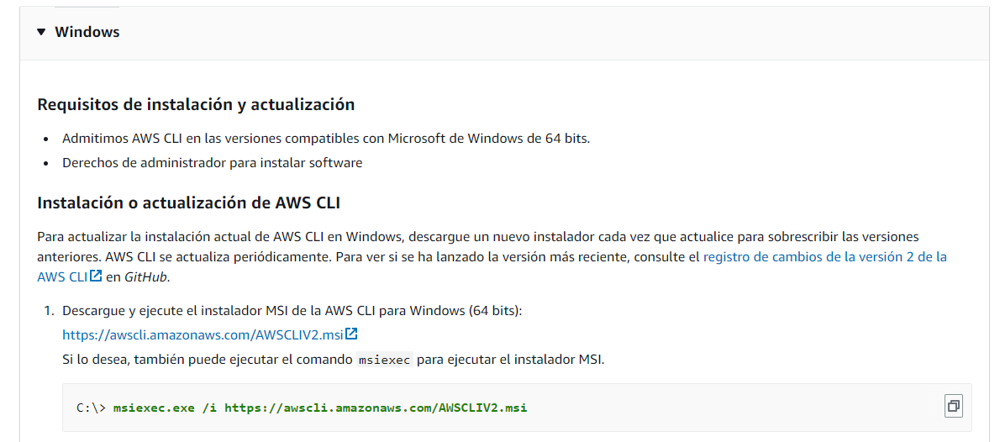 Windows
Requisitos de instalación y actualización
Admitimos AWS CLI en las versiones compatibles con Microsoft de Windows de 64 bits.
Derechos de administrador para instalar software
Instalación o actualización de AWS CLI
Para actualizar la instalación actual de AWS CLI en Windows, descargue un nuevo instalador cada vez que actualice para sobrescribir las versiones
anteriores. AWS CLI se actualiza periódicamente. Para ver si se ha lanzado la versión más reciente, consulte el registro de cambios de la versión 2 de la
AWS CLI en GitHub.
1. Descargue y ejecute el instalador MSI de la AWS CLI para Windows (64 bits):
https://awscli.amazonaws.com/AWSCLIV2.msi
Si lo desea, también puede ejecutar el comando msiexec para ejecutar el instalador MSI.
C:\> msiexec.exe /i https://awscli.amazonaws.com/AWSCLIV2.msi